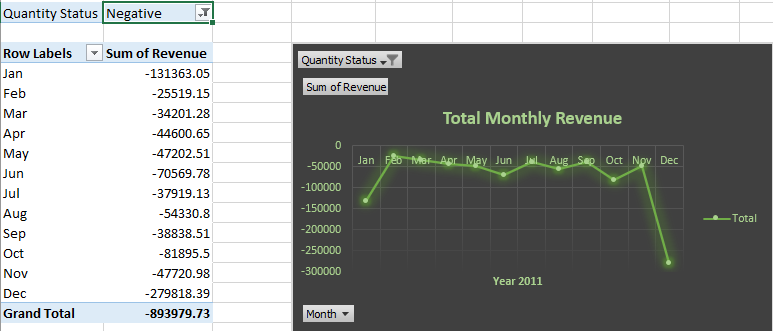 Quantity Status Negative
Row Labels Sum of Revenue
Jan -131363.05
Feb -25519.15
Mar -34201.28
Apr -44600.65
May -47202.51
Jun -70569.78
Jul -37919.13
Aug -54330.8
Sep -38838.51
Oct -81895.5
Nov -47720.98
Dec -279818.39
Grand Total -893979.73
Quantity Status
Sum of Revenue
Total Monthly Revenue
0
Jan Feb Mar Apr May Jun Jul Aug Sep Oct Nov Dec
-50000
-100000
-150000
-200000
-250000
-300000
Total
Year 2011
Month